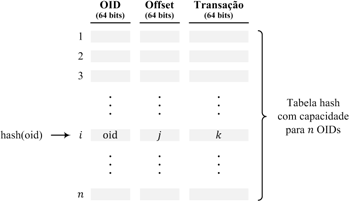 OID Offset Transação
(64 bits) (64 bits) (64 bits)
1
2
3
hash(oid) i oid j k
n
Tabela hash
com capacidade
para n OIDs